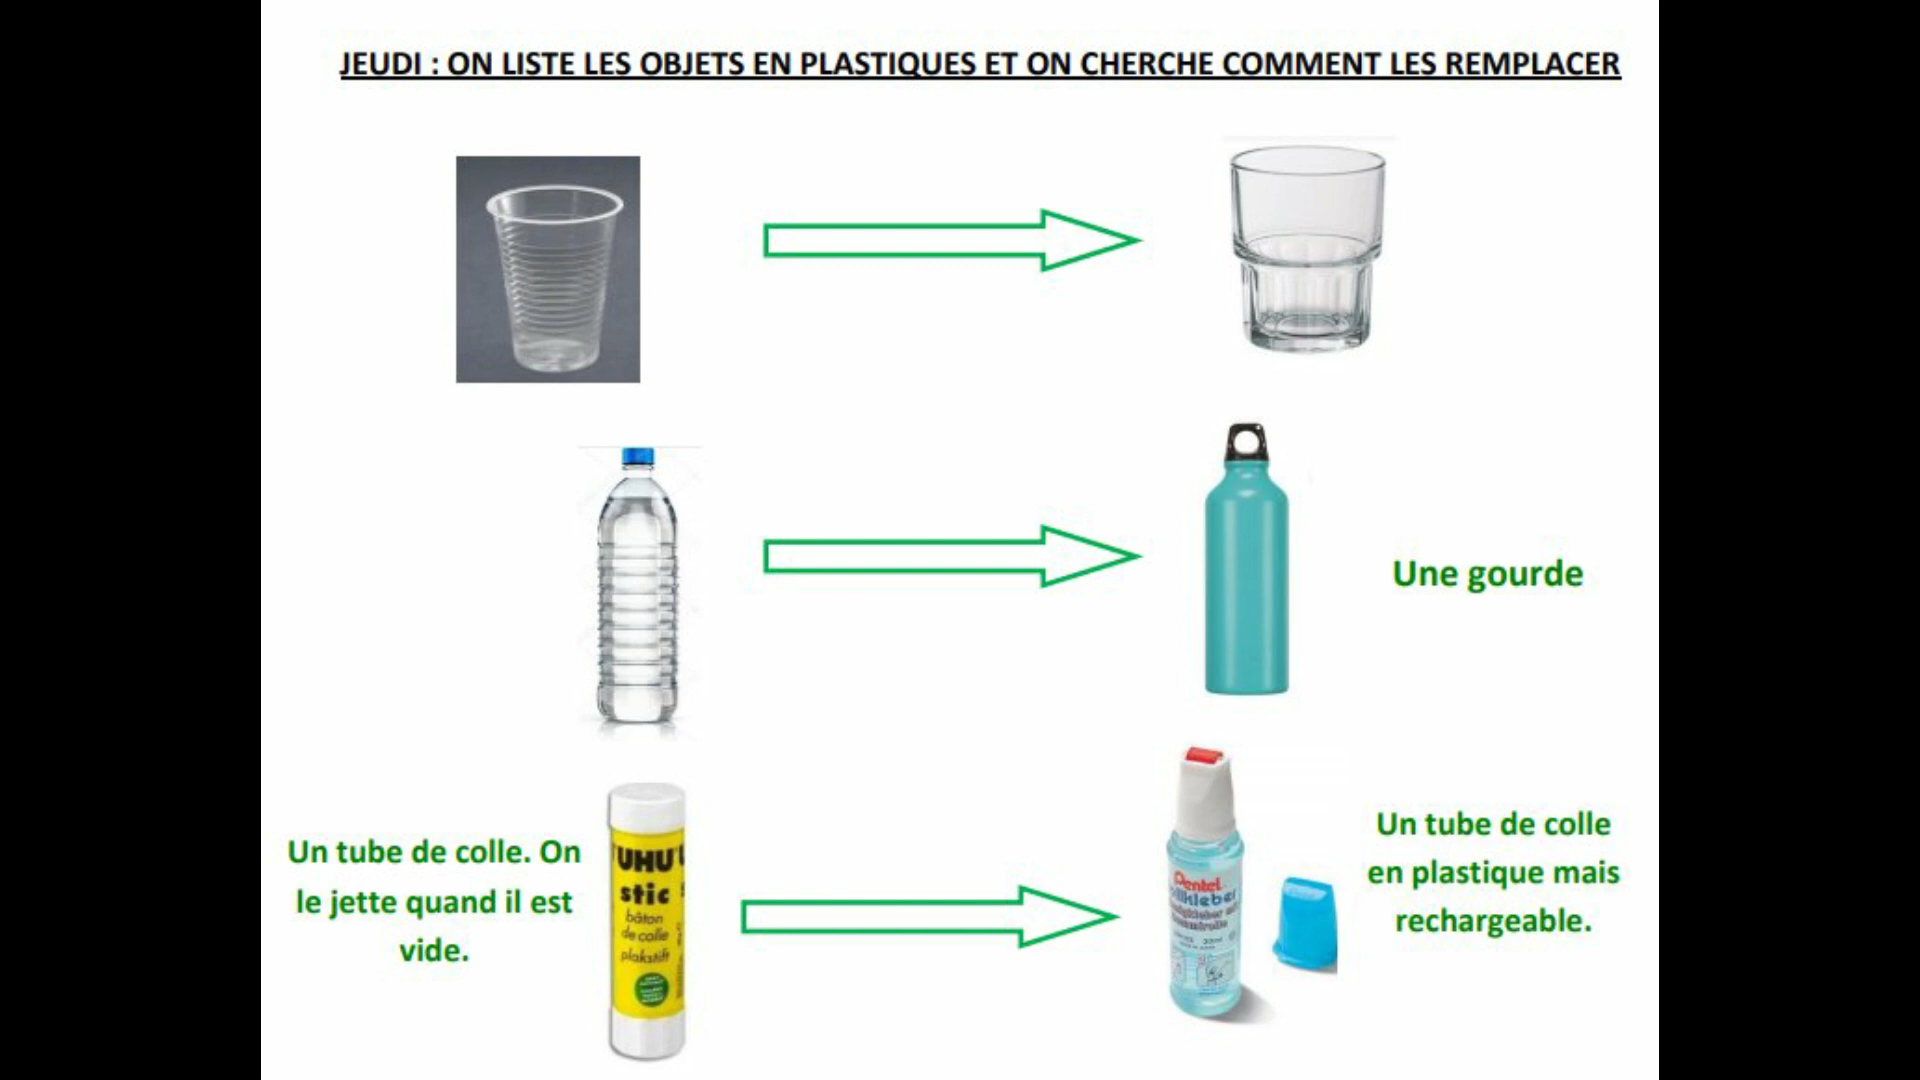 JEUDI : ON LISTE LES OBJETS EN PLASTIQUES ET ON CHERCHE COMMENT LES REMPLACER
Une gourde
Un tube de colle. On
le jette quand il est
vide.
UHU
stic
bâton
de colle
plakstift
Pentel
Un tube de colle
en plastique mais
rechargeable.